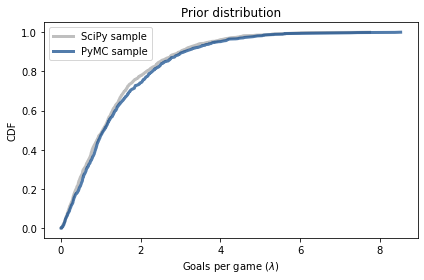 Prior distribution
SciPy sample
PyMC sample
CDF
1.0
0.8
0.6
0.4
0.2
0.0
0 2 4 6 8
Goals per game (λ)